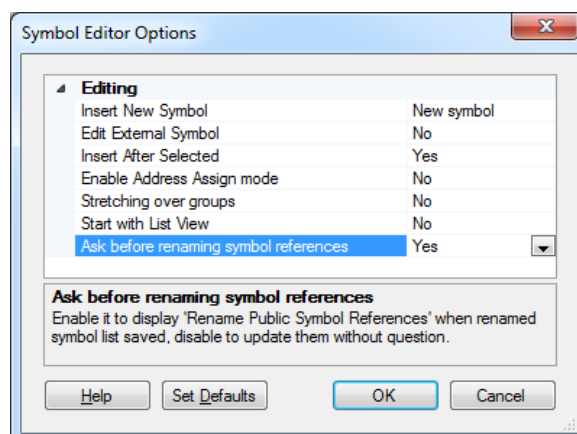 Symbol Editor Options
Editing
Insert New Symbol New symbol
Edit External Symbol No
Insert After Selected Yes
Enable Address Assign mode No
Stretching over groups No
Start with List View No
Ask before renaming symbol references Yes
Ask before renaming symbol references
Enable it to display 'Rename Public Symbol References' when renamed
symbol list saved, disable to update them without question.
Help Set Defaults OK Cancel